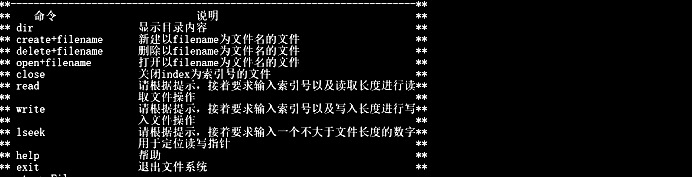 **----------------------------------------------------------------**
** 命令 说明 **
** dir 显示目录内容 **
** create+filename 新建以filename为文件名的文件 **
** delete+filename 删除以filename为文件名的文件 **
** open+filename 打开以filename为文件名的文件 **
** close 关闭index为索引号的文件 **
** read 请根据提示，接着要求输入索引号以及读取长度进行读**
** 取文件操作 **
** write 请根据提示，接着要求输入索引号以及写入长度进行写**
** 入文件操作 **
** lseek 请根据提示，接着要求输入一个不大于文件长度的数字**
** 用于定位读写指针 **
** help 帮助 **
** exit 退出文件系统 **